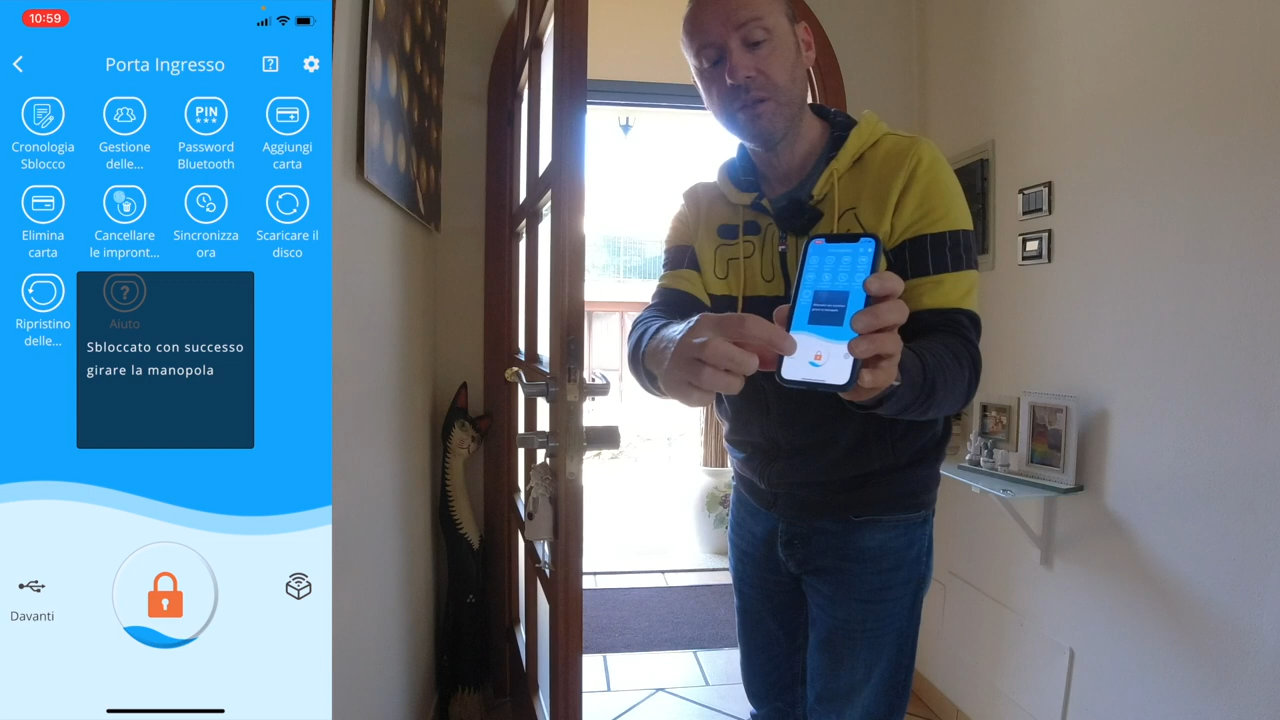 10:59
Porta Ingresso
Cronologia
Sblocco
Gestione
delle...
PIN
***
Password
Bluetooth
Aggiungi
carta
Elimina
carta
Cancellare
le impront...
Sincronizza
ora
Scaricare il
disco
Ripristino
delle...
Aiuto
Sbloccato con successo
girare la manopola
Davanti
FILA